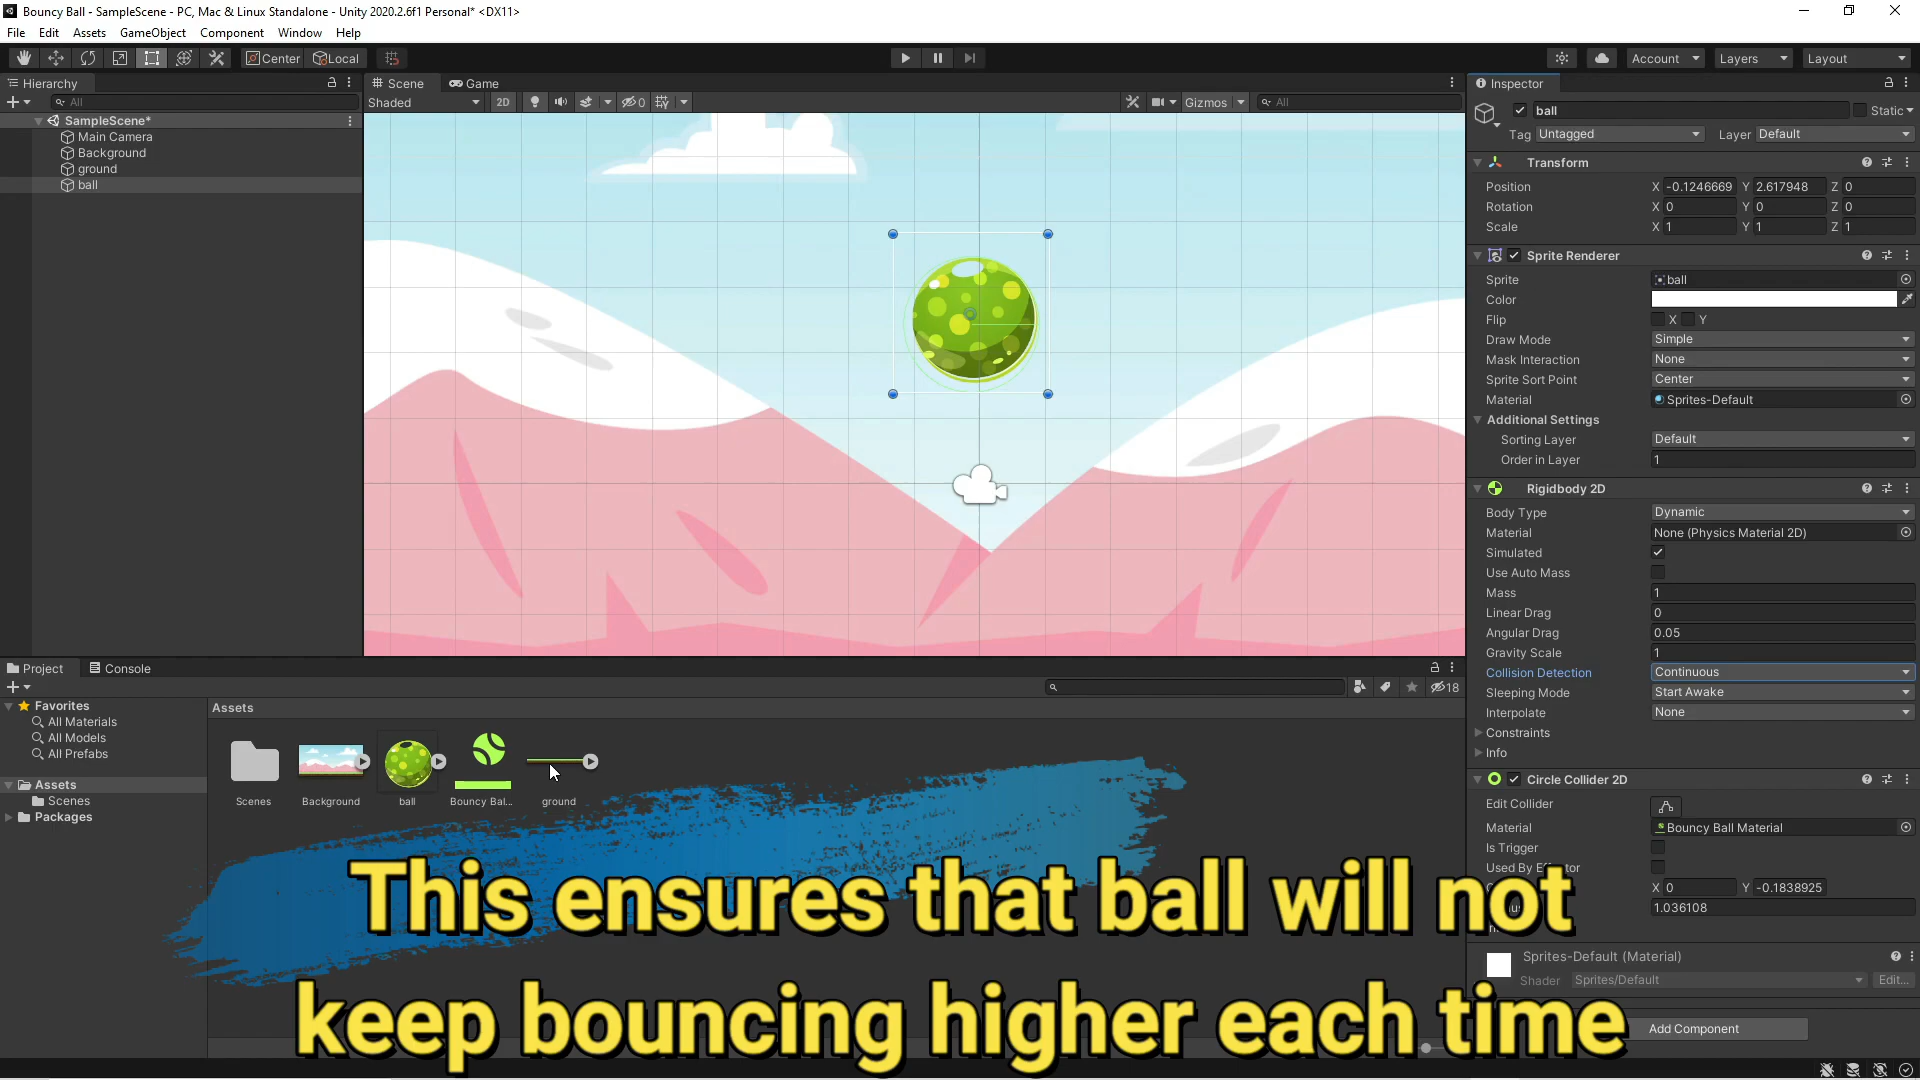 Bouncy Ball - SampleScene - PC, Mac & Linux Standalone - Unity 2020.2.6f1 Personal* <DX11>
File Edit Assets GameObject Component Window Help
Center Local Account Layers Layout
Hierarchy
All
SampleScene*
Main Camera
Background
ground
ball
Scene Game
Shaded 2D 0 Gizmos All
Inspector
ball Static
Tag Untagged Layer Default
Transform
Position X -0.1246669 Y 2.617948 Z 0
Rotation X 0 Y 0 Z 0
Scale X 1 Y 1 Z 1
Sprite Renderer
Sprite ball
Color
Flip X Y
Draw Mode Simple
Mask Interaction None
Sprite Sort Point Center
Material Sprites-Default
Additional Settings
Sorting Layer Default
Order in Layer 1
Rigidbody 2D
Body Type Dynamic
Material None (Physics Material 2D)
Simulated
Use Auto Mass
Mass 1
Linear Drag 0
Angular Drag 0.05
Gravity Scale 1
Collision Detection Continuous
Sleeping Mode Start Awake
Interpolate None
Constraints
Info
Circle Collider 2D
Edit Collider
Material Bouncy Ball Material
Is Trigger
Used By
X 0 Y -0.1838925
1.036108
Sprites-Default (Material)
Shader Sprites/Default Edit...
Add Component
Project Console
18
Favorites
All Materials
All Models
All Prefabs
Assets
Scenes
Packages
Assets
Scenes Background ball Bouncy Bal... ground
This ensures that ball will not
keep bouncing higher each time